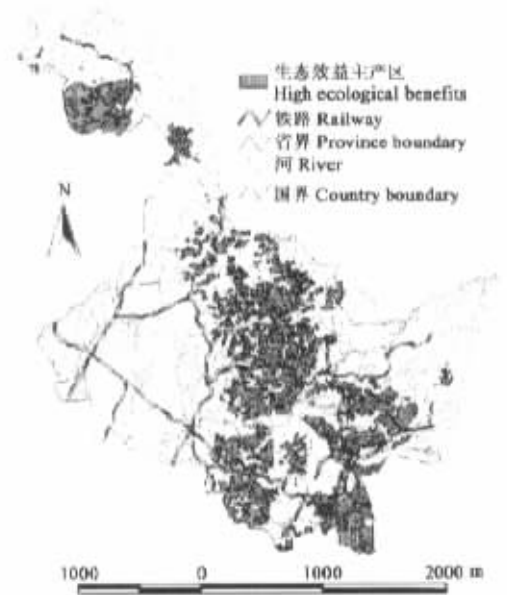 生态效益主产区
High ecological benefits
铁路 Railway
省界 Province boundary
河 River
国界 Country boundary
N
1000 0 1000 2000 m